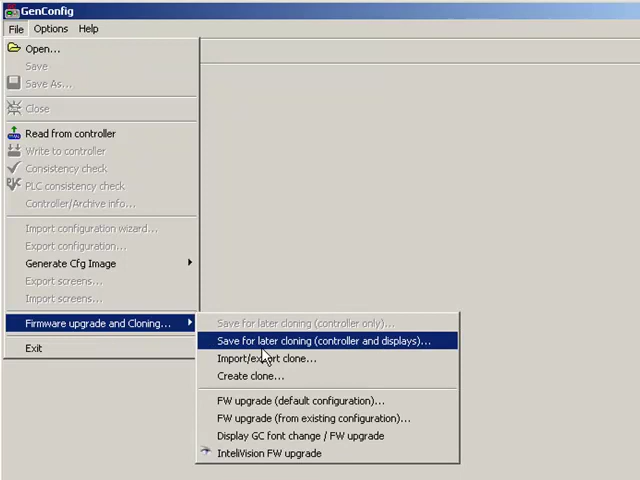 GenConfig
File Options Help
Open...
Save
Save As...
Close
Read from controller
Write to controller
Consistency check
PLC consistency check
Controller/Archive info...
Import configuration wizard...
Export configuration...
Generate Cfg Image
Export screens...
Import screens...
Firmware upgrade and Cloning...
Exit
Save for later cloning (controller only)...
Save for later cloning (controller and displays)...
Import/export clone...
Create clone...
FW upgrade (default configuration)...
FW upgrade (from existing configuration)...
Display GC font change / FW upgrade
InteliVision FW upgrade